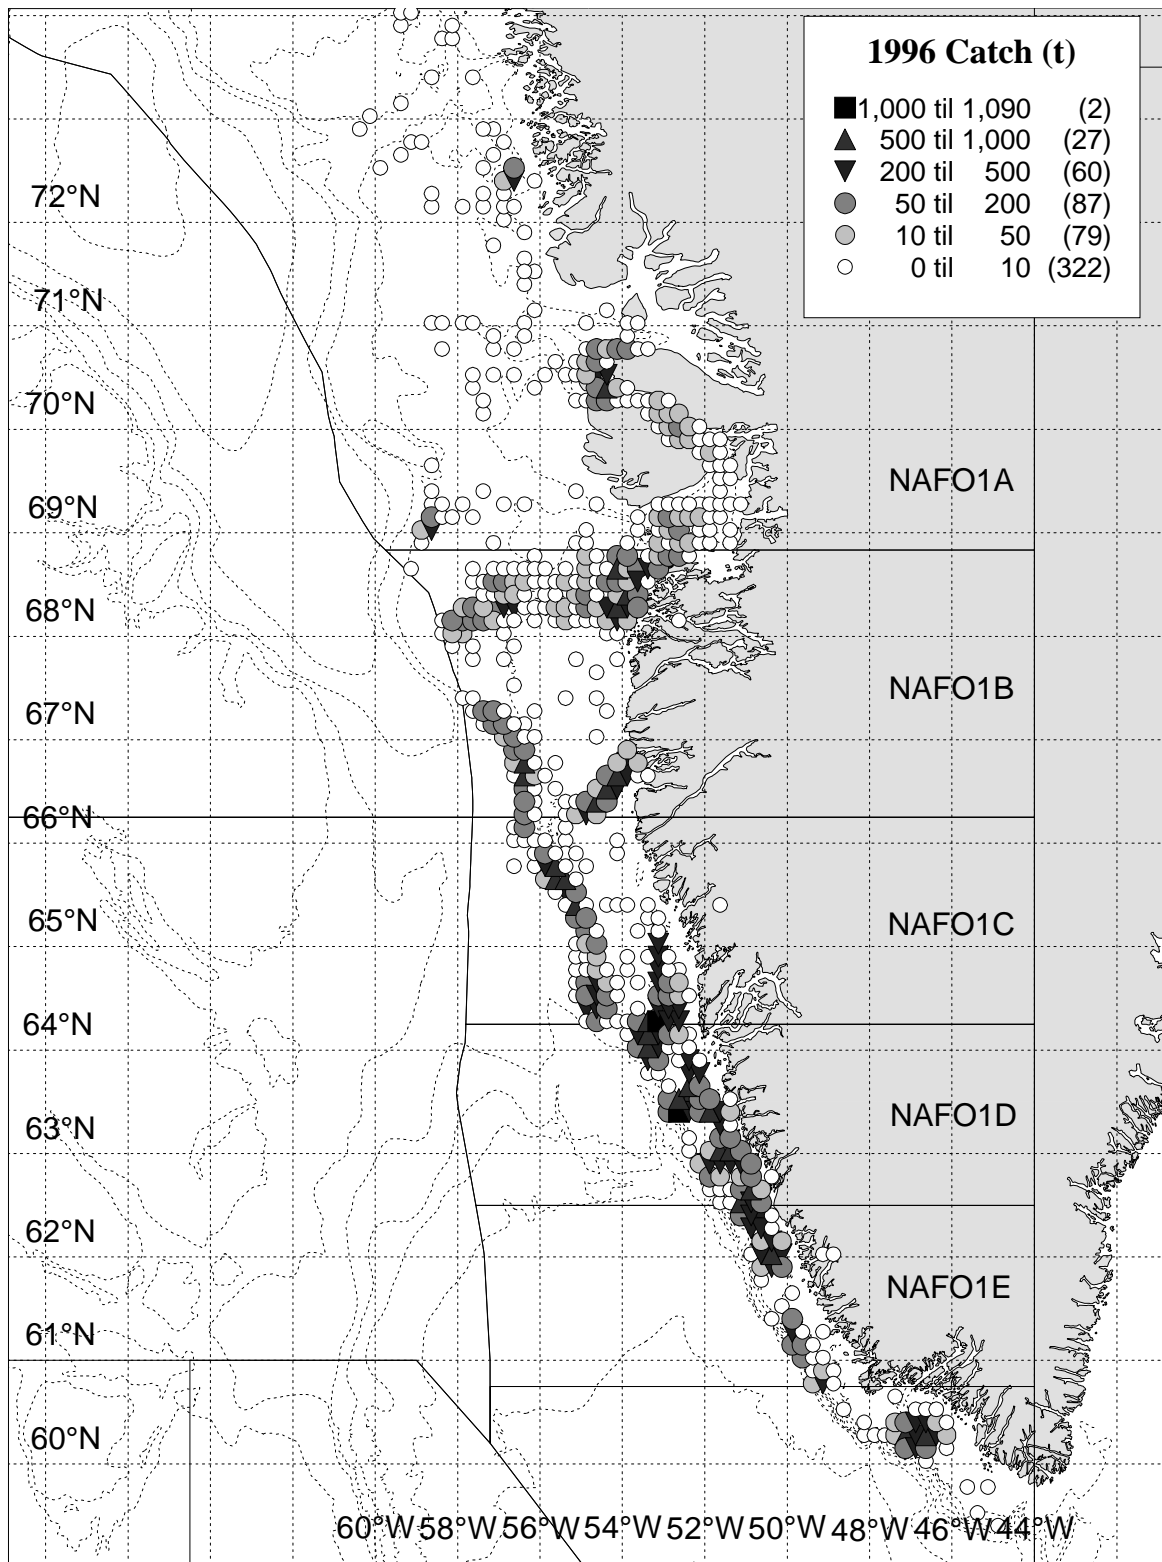 1996 Catch (t)
1,000 til 1,090 (2)
500 til 1,000 (27)
200 til 500 (60)
50 til 200 (87)
10 til 50 (79)
0 til 10 (322)
72°N
71°N
70°N
NAFO1A
69°N
68°N
NAFO1B
67°N
66°N
65°N
NAFO1C
64°N
NAFO1D
63°N
62°N
NAFO1E
61°N
60°N
60°W 58°W 56°W 54°W 52°W 50°W 48°W 46°W 44°W